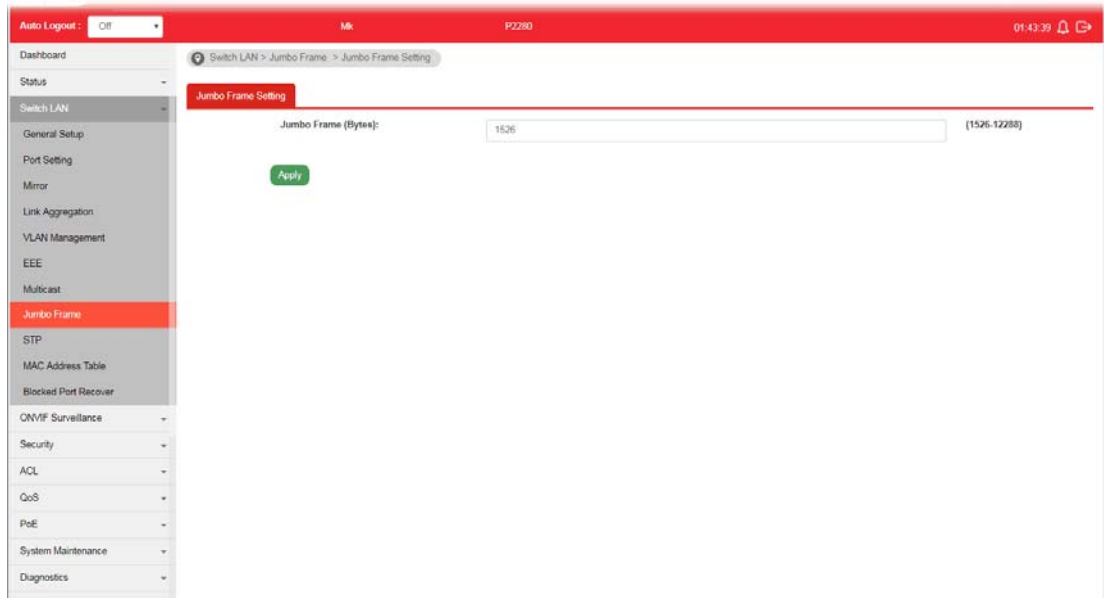 Auto Logout : Off Mk P2280 01:43:39
Dashboard
Switch LAN > Jumbo Frame > Jumbo Frame Setting
Status
Switch LAN
Jumbo Frame Setting
General Setup
Jumbo Frame (Bytes): 1526 (1526-12288)
Port Setting
Apply
Mirror
Link Aggregation
VLAN Management
EEE
Multicast
Jumbo Frame
STP
MAC Address Table
Blocked Port Recover
ONVIF Surveillance
Security
ACL
QoS
PoE
System Maintenance
Diagnostics